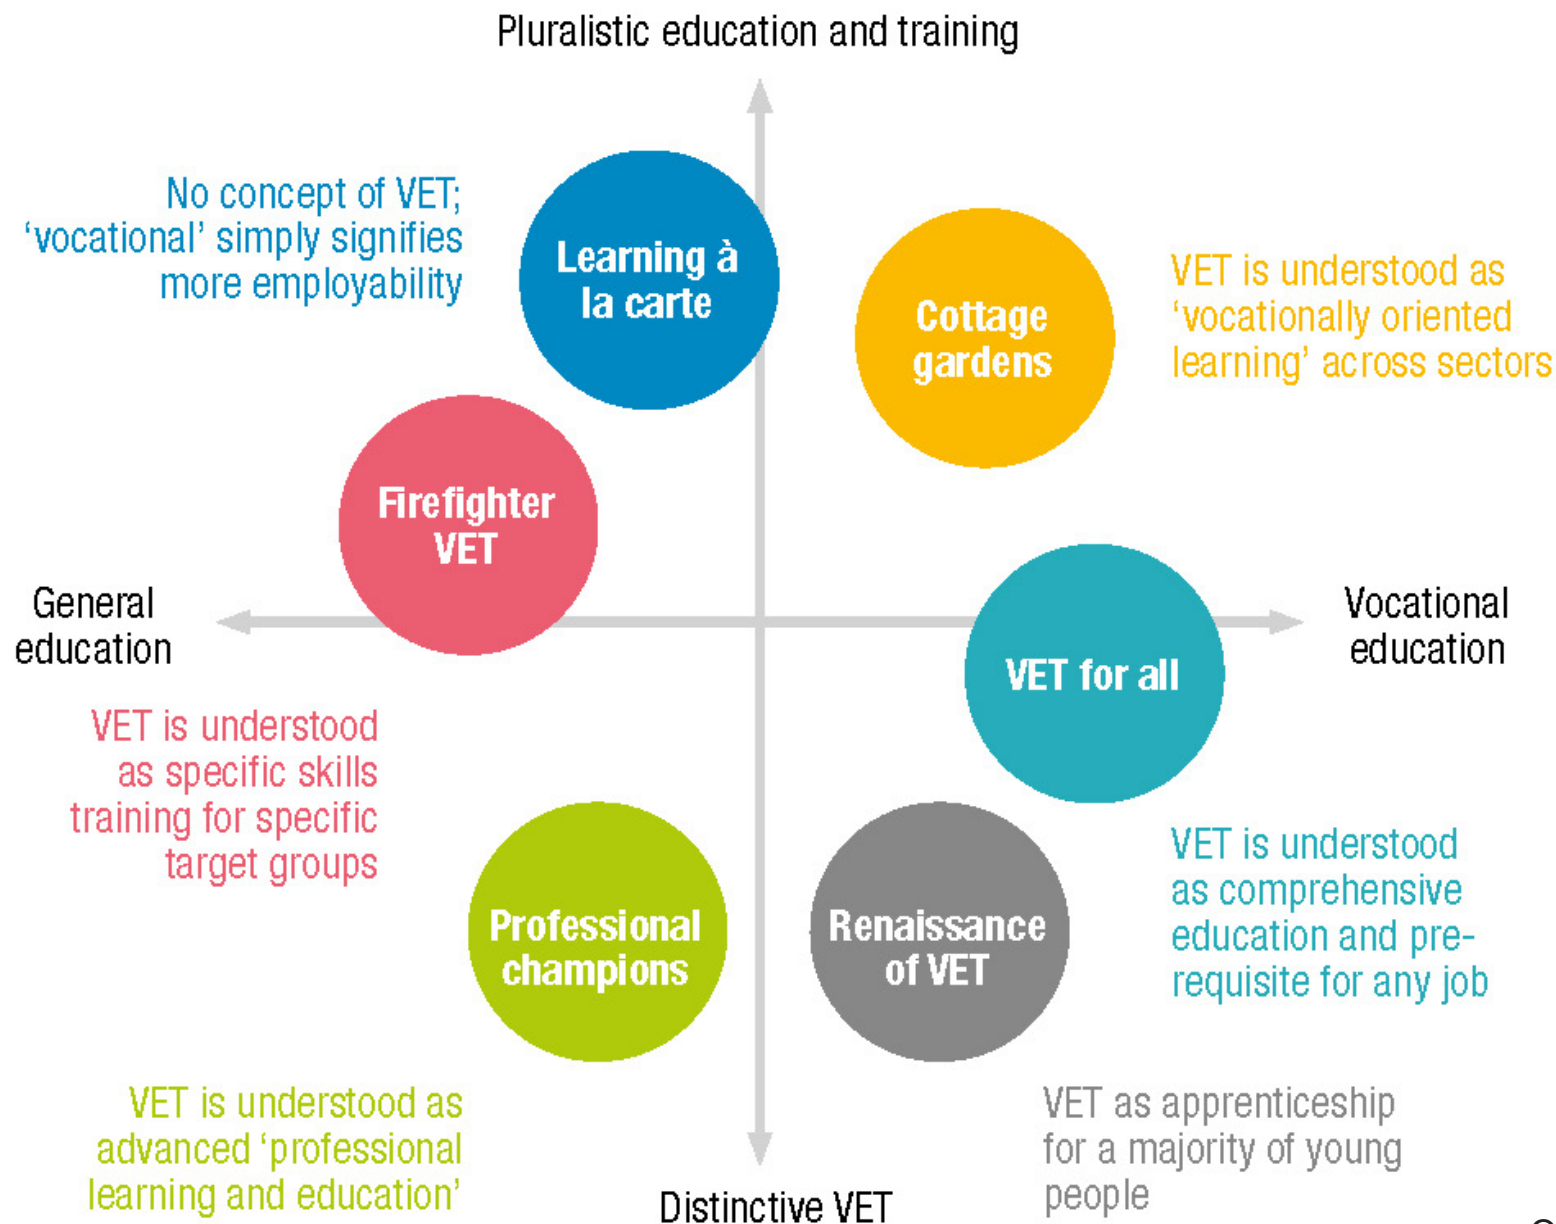 Pluralistic education and training
No concept of VET;
‘vocational’ simply signifies
more employability
Learning à
la carte
Cottage
gardens
VET is understood as
‘vocationally oriented
learning’ across sectors
Firefighter
VET
General
education
Vocational
education
VET for all
VET is understood
as specific skills
training for specific
target groups
Professional
champions
Renaissance
of VET
VET is understood
as comprehensive
education and pre-
requisite for any job
VET is understood as
advanced ‘professional
learning and education’
VET as apprenticeship
for a majority of young
people
Distinctive VET